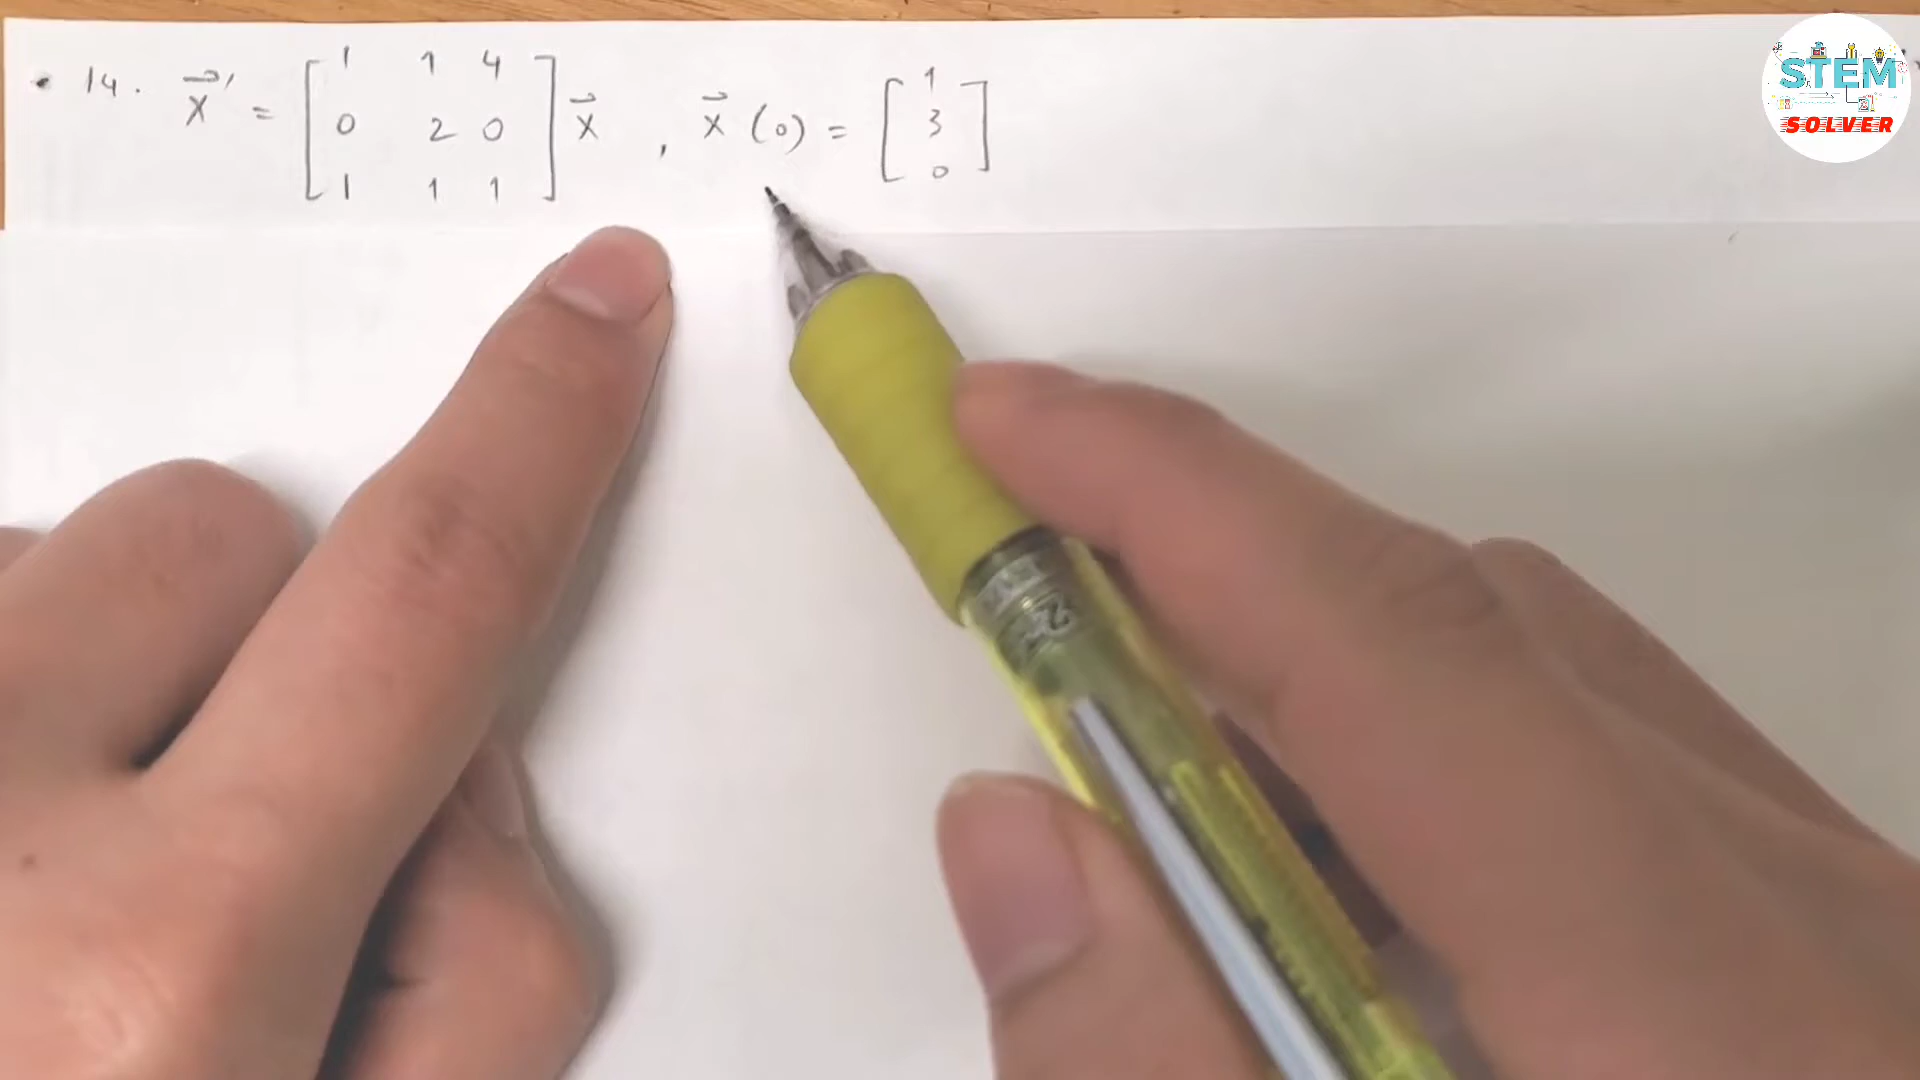 14. x⃗' = [1 1 4; 0 2 0; 1 1 1] x⃗ , x⃗ (0) = [1; 3; 0]
STEM
SOLVER